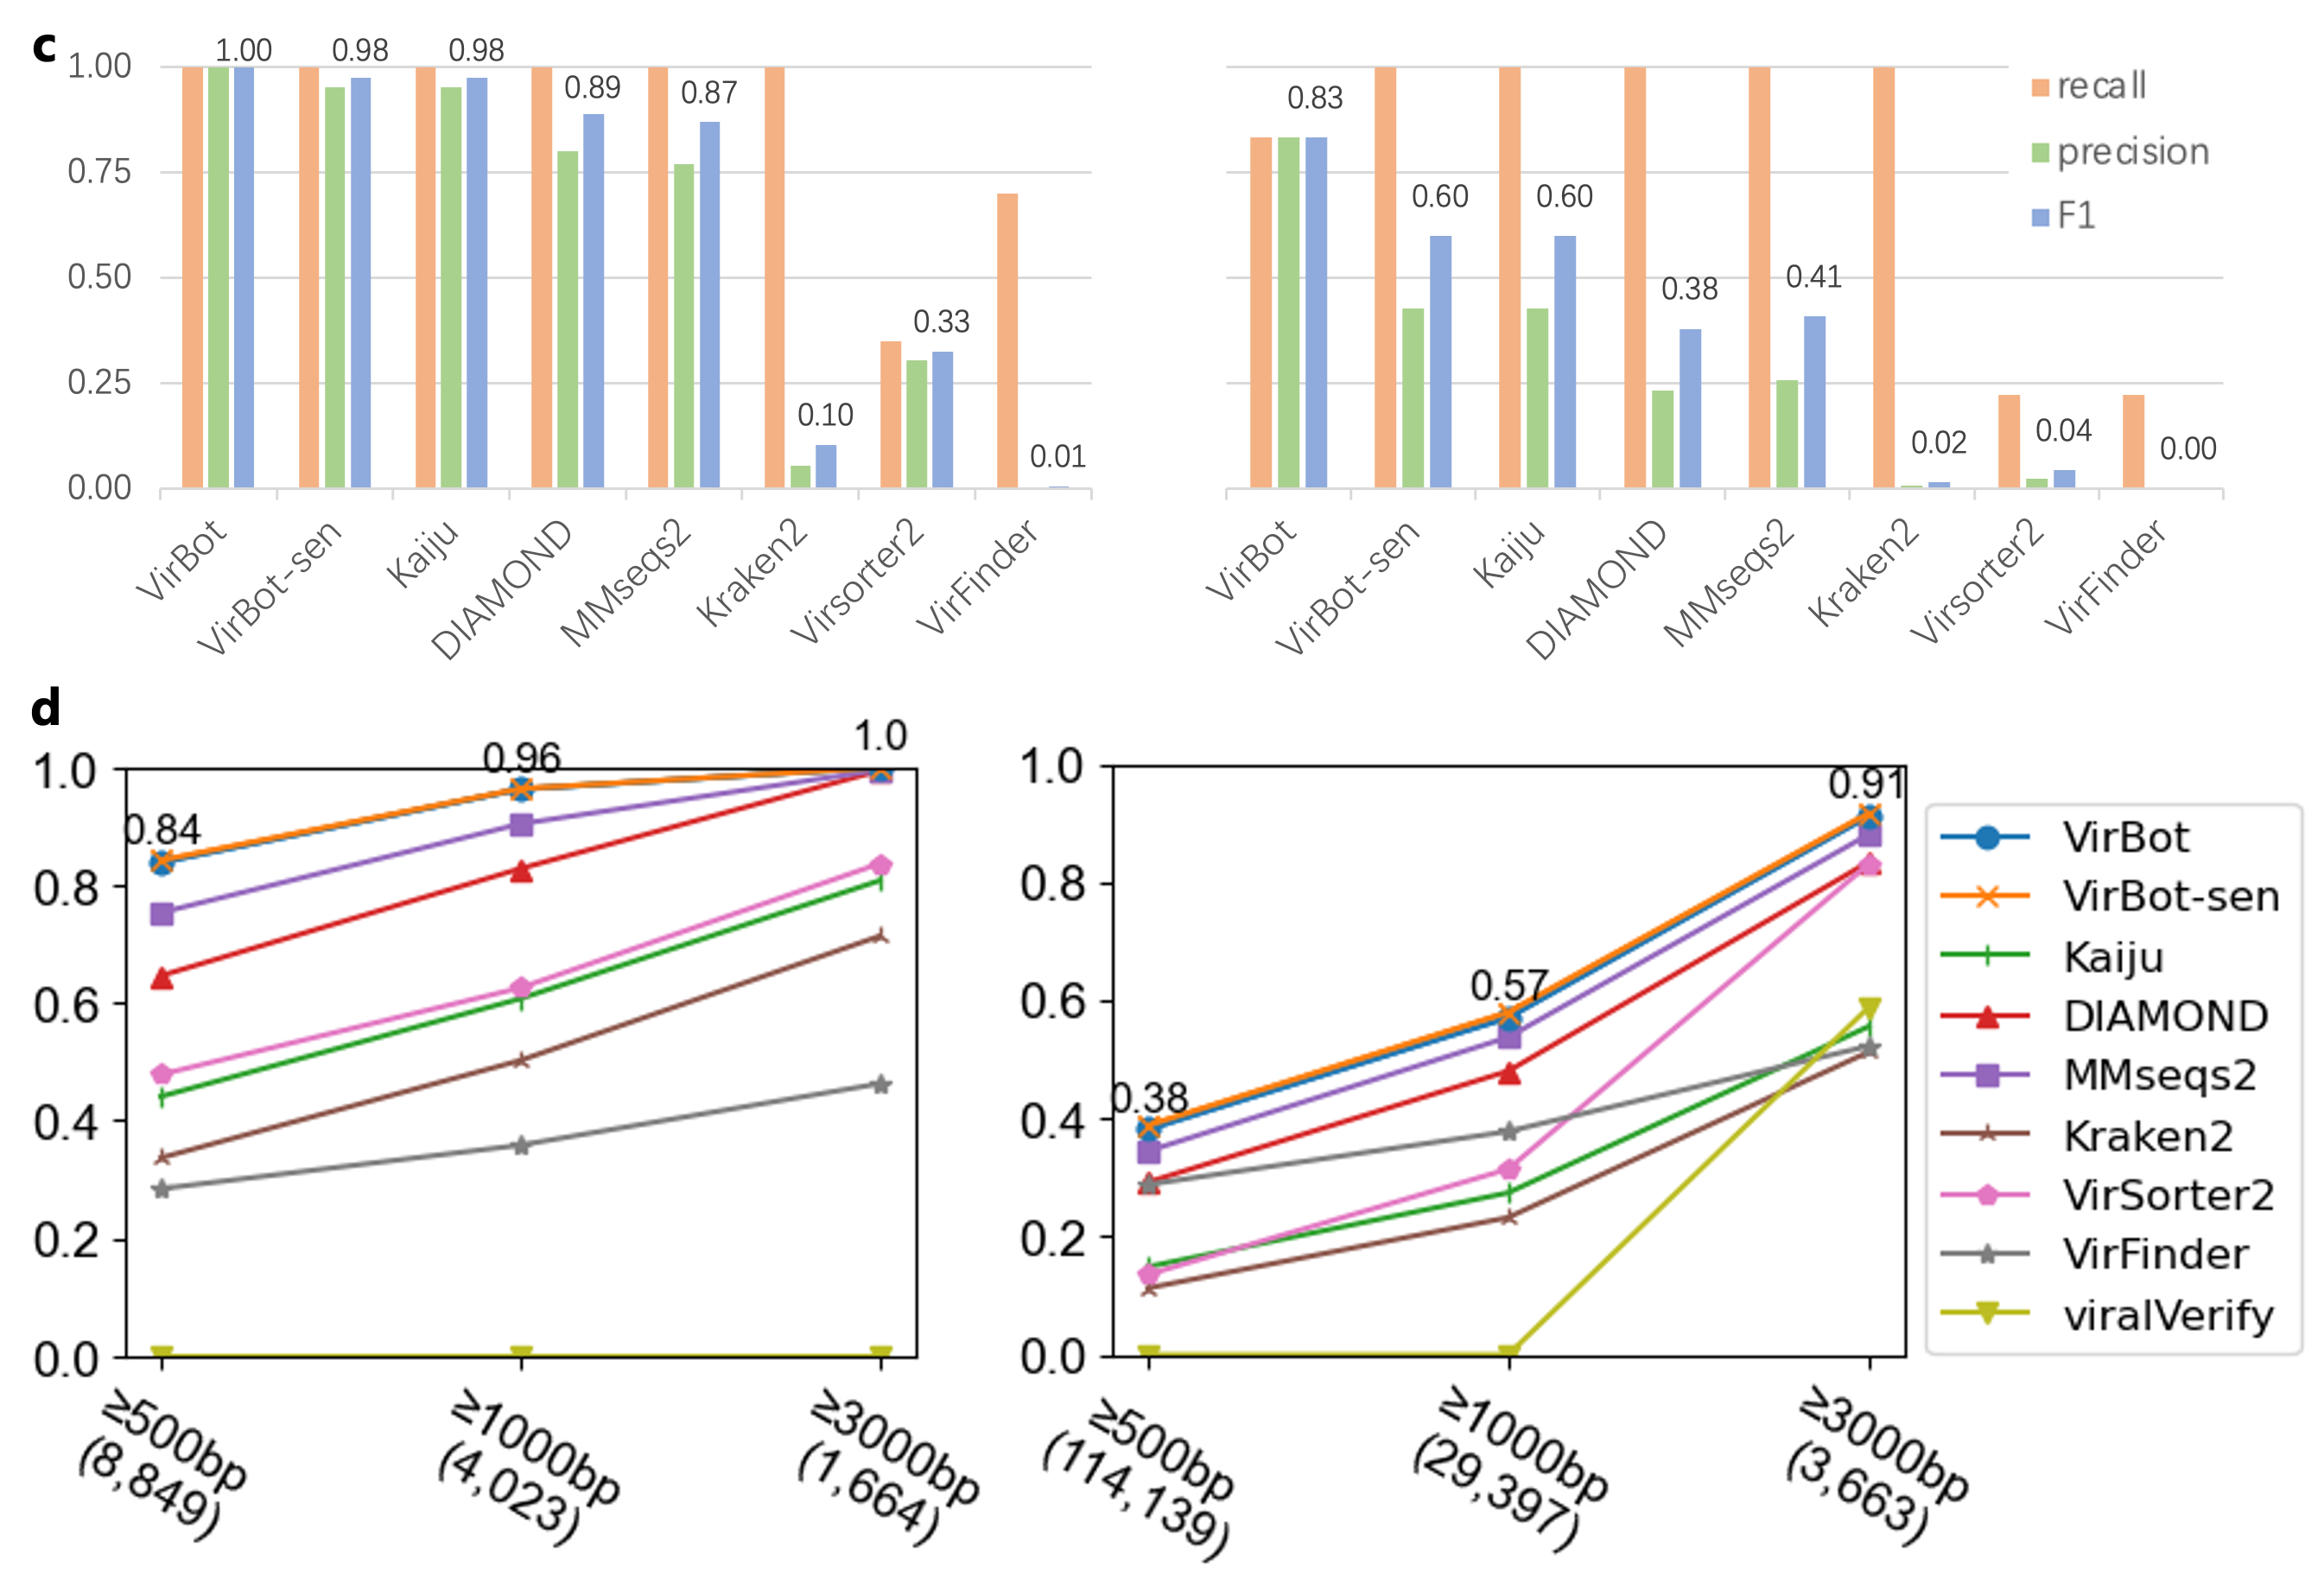 c
1.00
0.75
0.50
0.25
0.00
1.00
0.98
0.98
0.89
0.87
0.10
0.33
0.01
VirBot
VirBot-sen
Kaiju
DIAMOND
MMseqs2
Kraken2
Virsorter2
VirFinder
0.83
0.60
0.60
0.38
0.41
0.02
0.04
0.00
VirBot
VirBot-sen
Kaiju
DIAMOND
MMseqs2
Kraken2
Virsorter2
VirFinder
recall
precision
F1
d
1.0
0.8
0.6
0.4
0.2
0.0
0.84
0.96
1.0
≥500bp
(8,849)
≥1000bp
(4,023)
≥3000bp
(1,664)
1.0
0.8
0.6
0.4
0.2
0.0
0.38
0.57
0.91
≥500bp
(114,139)
≥1000bp
(29,397)
≥3000bp
(3,663)
VirBot
VirBot-sen
Kaiju
DIAMOND
MMseqs2
Kraken2
VirSorter2
VirFinder
viralVerify